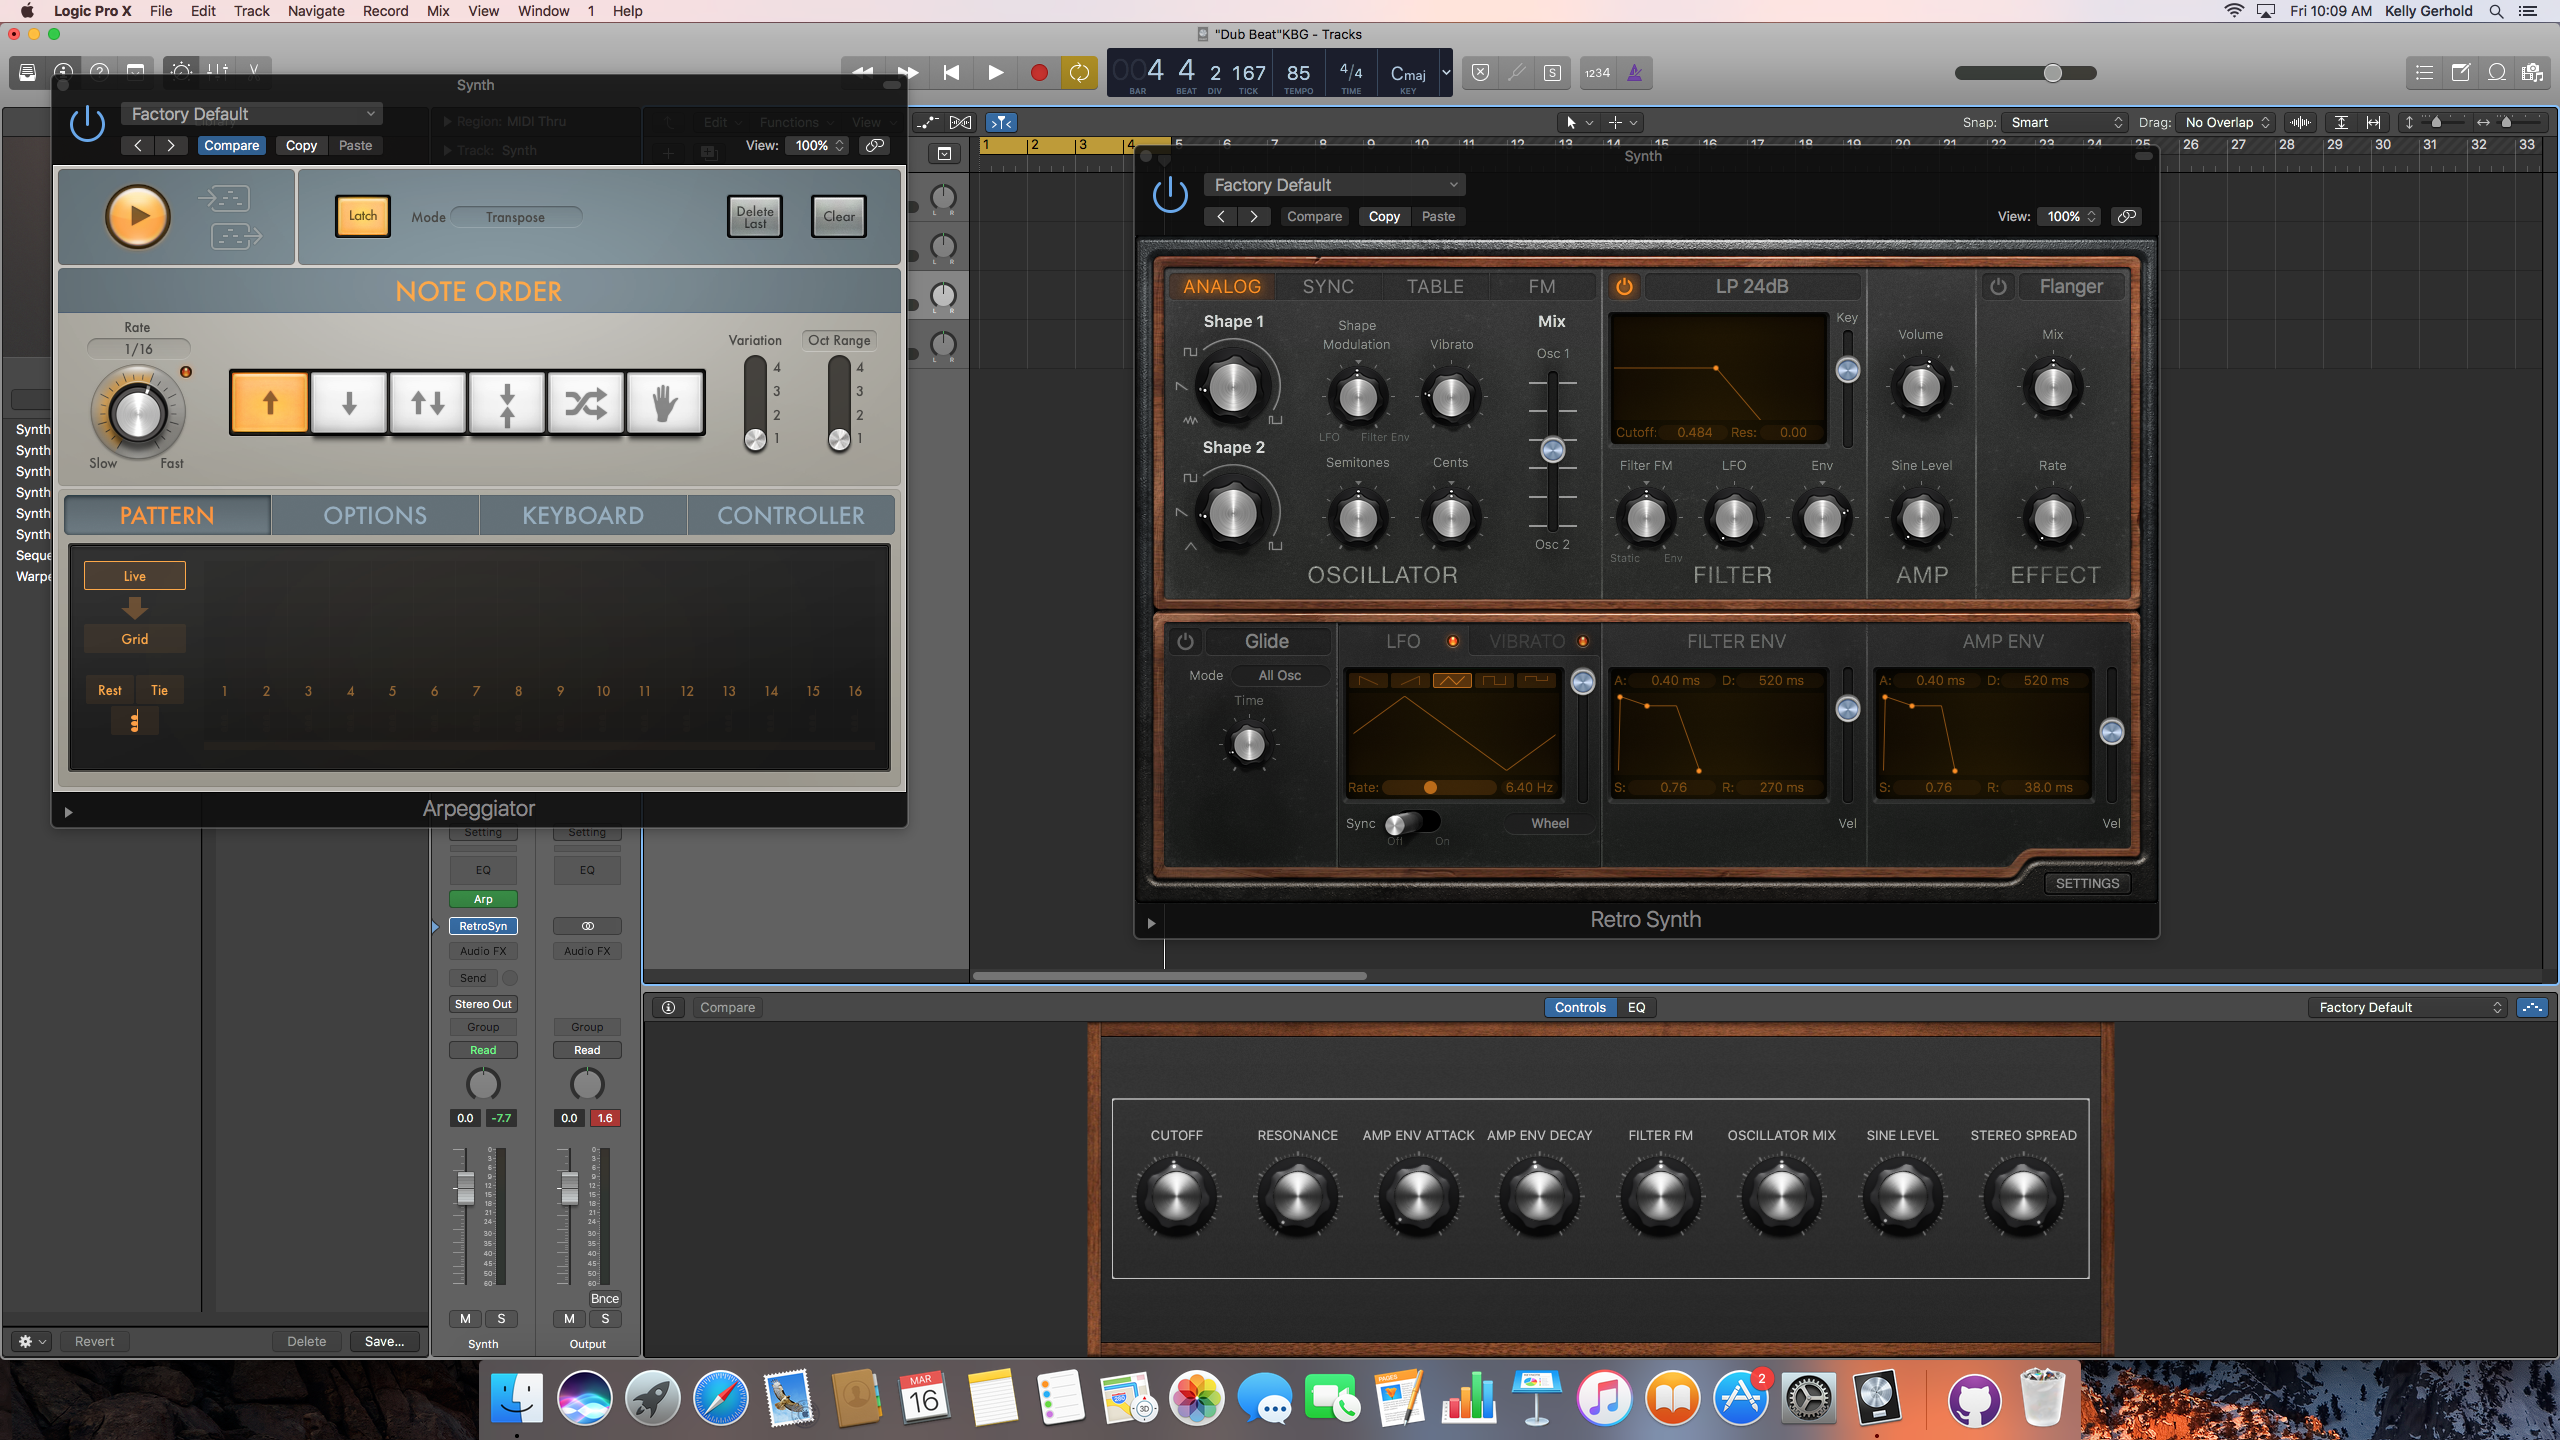 Logic Pro X File Edit Track Navigate Record Mix View Window 1 Help
Fri 10:09 AM Kelly Gerhold
"Dub Beat"KBG - Tracks
004 4 2 167 85 4/4 Cmaj
BAR BEAT DIV TICK TEMPO TIME KEY
S
1234
Synth
Factory Default
Compare Copy Paste
View: 100%
Region: MIDI Thru
Track: Synth
Edit Functions View
Snap: Smart
Drag: No Overlap
1 2 3 4 5 6 7 8 9 10 11 12 13 14 15 16 17 18 19 20 21 22 23 24 25 26 27 28 29 30 31 32 33
Latch
Mode Transpose
Delete Last
Clear
NOTE ORDER
Rate
1/16
Slow Fast
Variation
4
3
2
1
Oct Range
4
3
2
1
PATTERN OPTIONS KEYBOARD CONTROLLER
Live
Grid
Rest Tie
1 2 3 4 5 6 7 8 9 10 11 12 13 14 15 16
Arpeggiator
Synth
Synth
Synth
Synth
Synth
Synth
Seque
Warpe
L R
L R
L R
L R
Synth
Factory Default
Compare Copy Paste
View: 100%
ANALOG SYNC TABLE FM
LP 24dB
Flanger
Shape 1
Shape Modulation
Vibrato
Mix
Osc 1
LFO Filter Env
Shape 2
Semitones
Cents
Osc 2
OSCILLATOR
Key
Cutoff: 0.484 Res: 0.00
Filter FM LFO Env
Static Env
FILTER
Volume
Sine Level
AMP
Mix
Rate
EFFECT
Glide
Mode All Osc
Time
LFO VIBRATO
Rate: 6.40 Hz
Sync
Off On
Wheel
FILTER ENV
A: 0.40 ms D: 520 ms
S: 0.76 R: 270 ms
Vel
AMP ENV
A: 0.40 ms D: 520 ms
S: 0.76 R: 38.0 ms
Vel
SETTINGS
Retro Synth
Setting Setting
EQ EQ
Arp
RetroSyn
Audio FX Audio FX
Send
Stereo Out
Group Group
Read Read
0.0 -7.7 0.0 1.6
Bnce
M S M S
Synth Output
Revert Delete Save...
Compare
Controls EQ
Factory Default
CUTOFF RESONANCE AMP ENV ATTACK AMP ENV DECAY FILTER FM OSCILLATOR MIX SINE LEVEL STEREO SPREAD
MAR
16
3D
PAGES
2